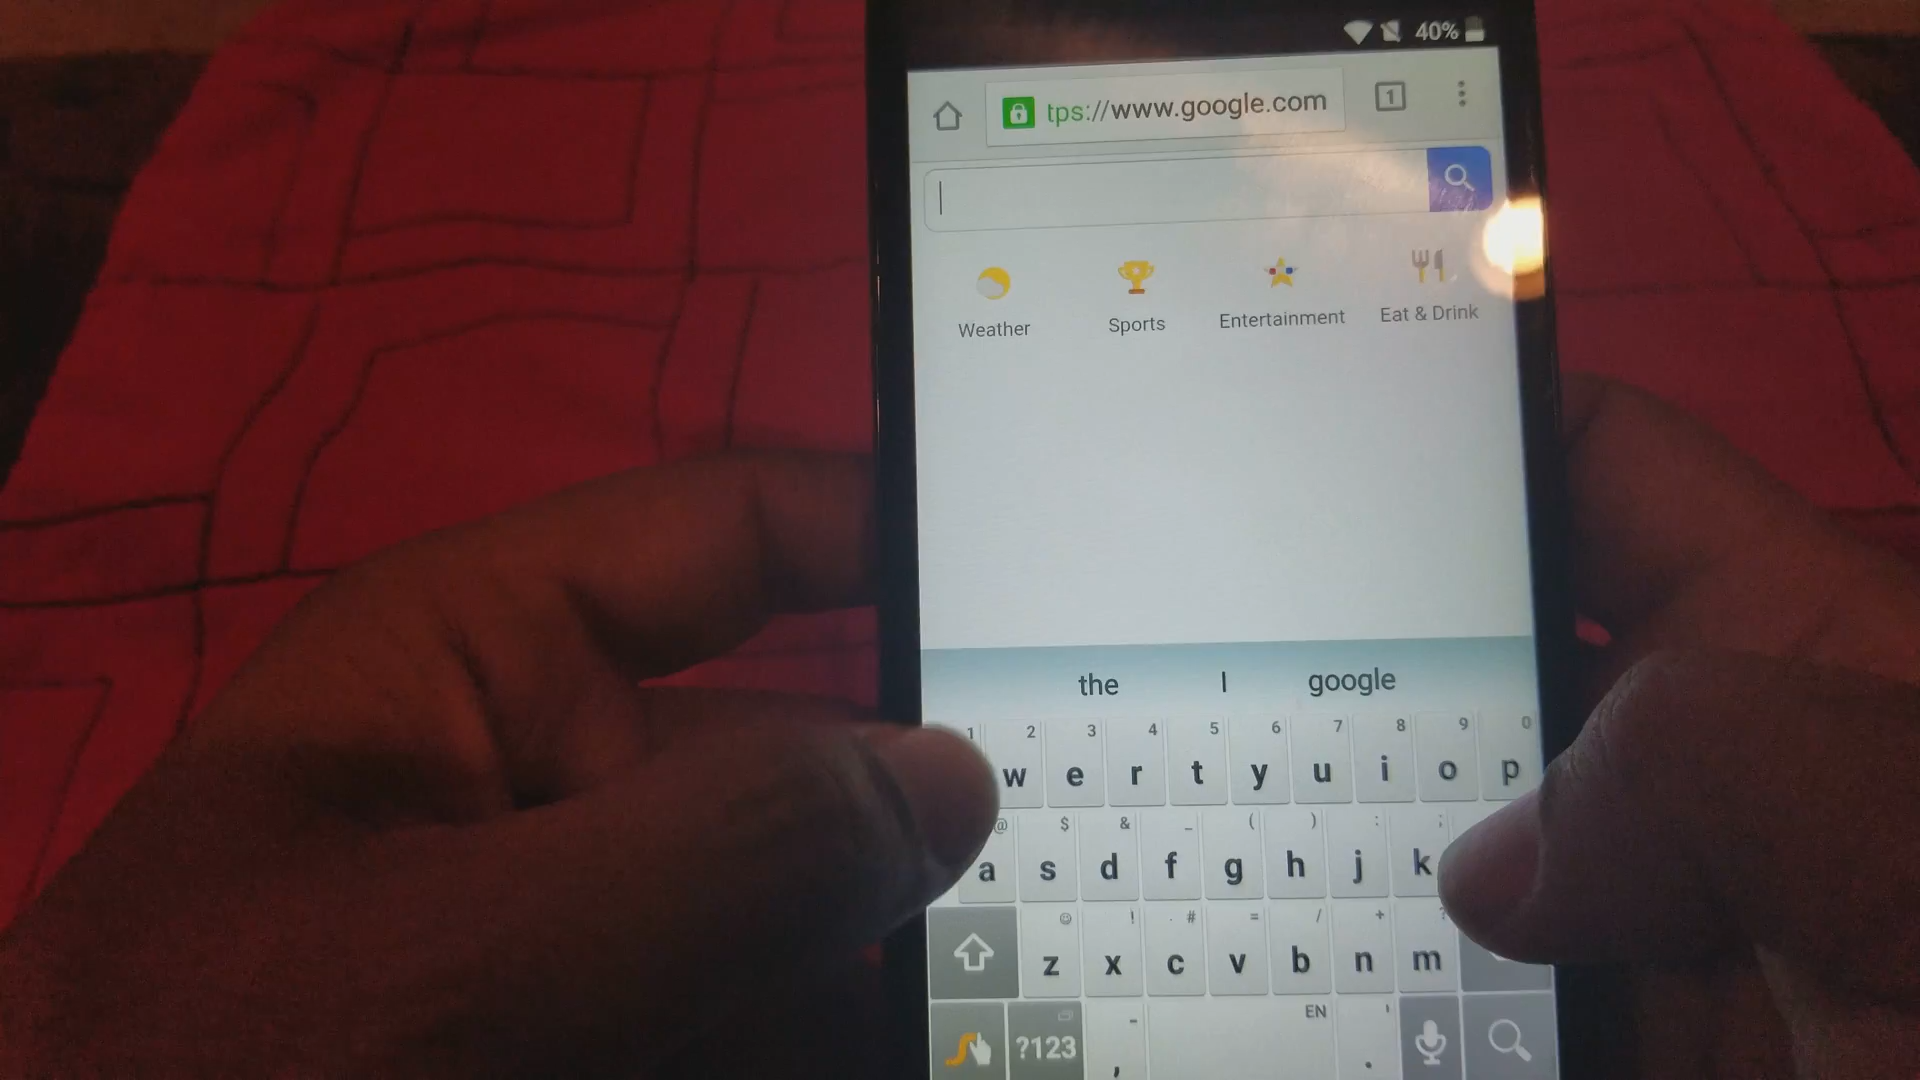 40%
tps://www.google.com 1
Weather Sports Entertainment Eat & Drink
the I google
1 2 3 4 5 6 7 8 9 0
w e r t y u i o p
@ $ & _ ( ) : ;
a s d f g h j k
! # = / + ?
z x c v b n m
EN
?123 , - . '